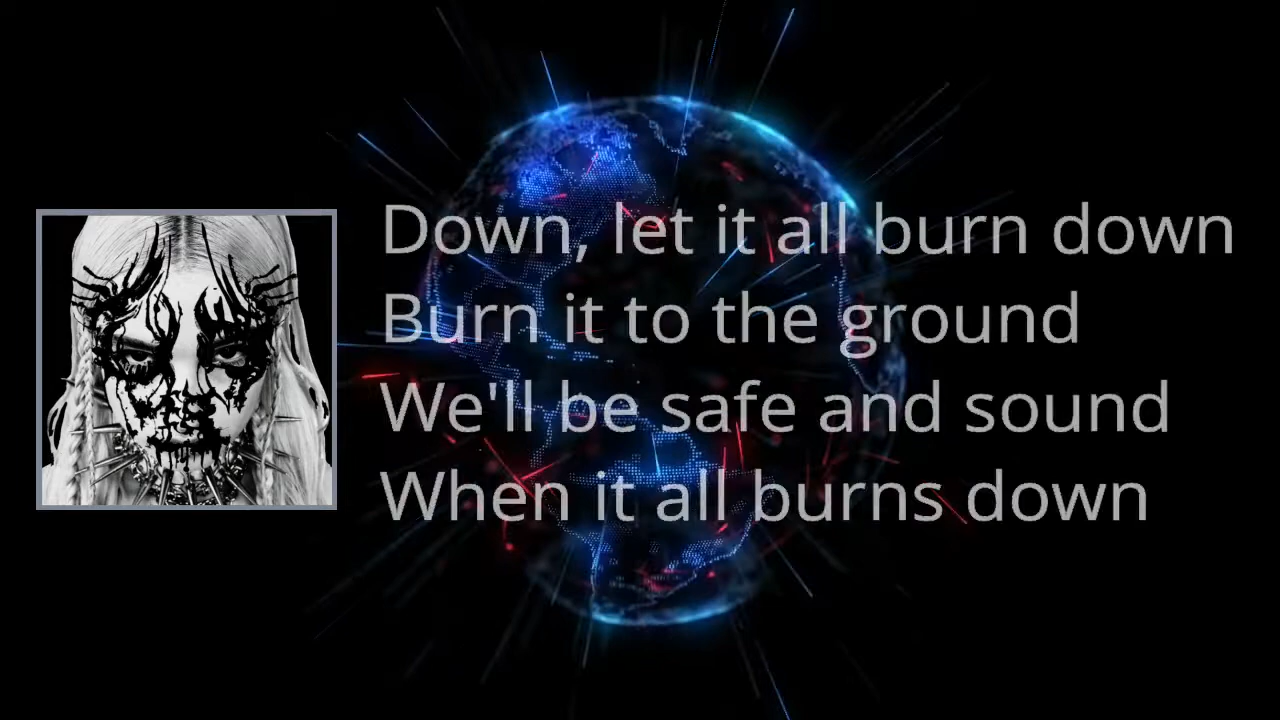 Down, let it all burn down
Burn it to the ground
We'll be safe and sound
When it all burns down